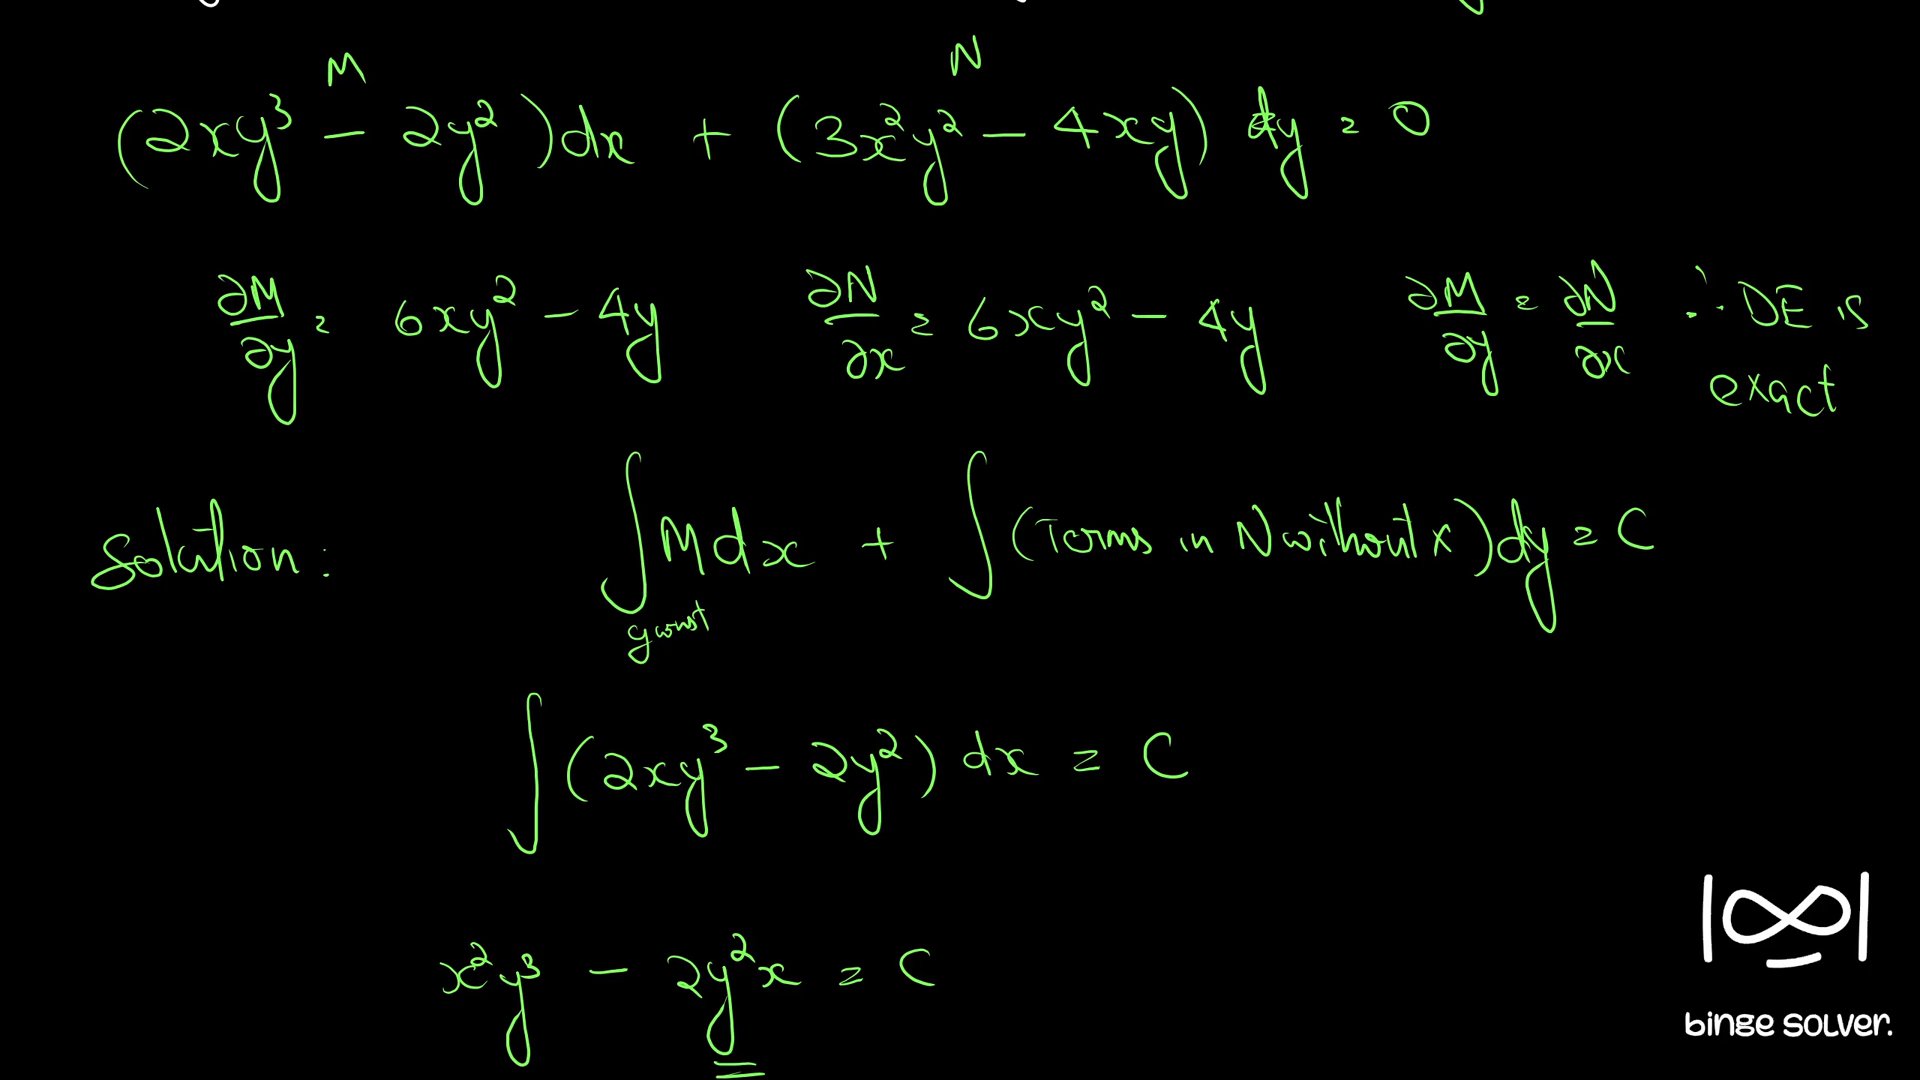 M N
(2xy³ - 2y²)dx + (3x²y² - 4xy) dy = 0
∂M/∂y = 6xy² - 4y ∂N/∂x = 6xy² - 4y ∂M/∂y = ∂N/∂x ∴ DE is
exact
Solution: ∫Mdx + ∫(Terms in N without x)dy = C
y const
∫(2xy³ - 2y²) dx = C
x²y³ - 2y²x = C
binge solver.